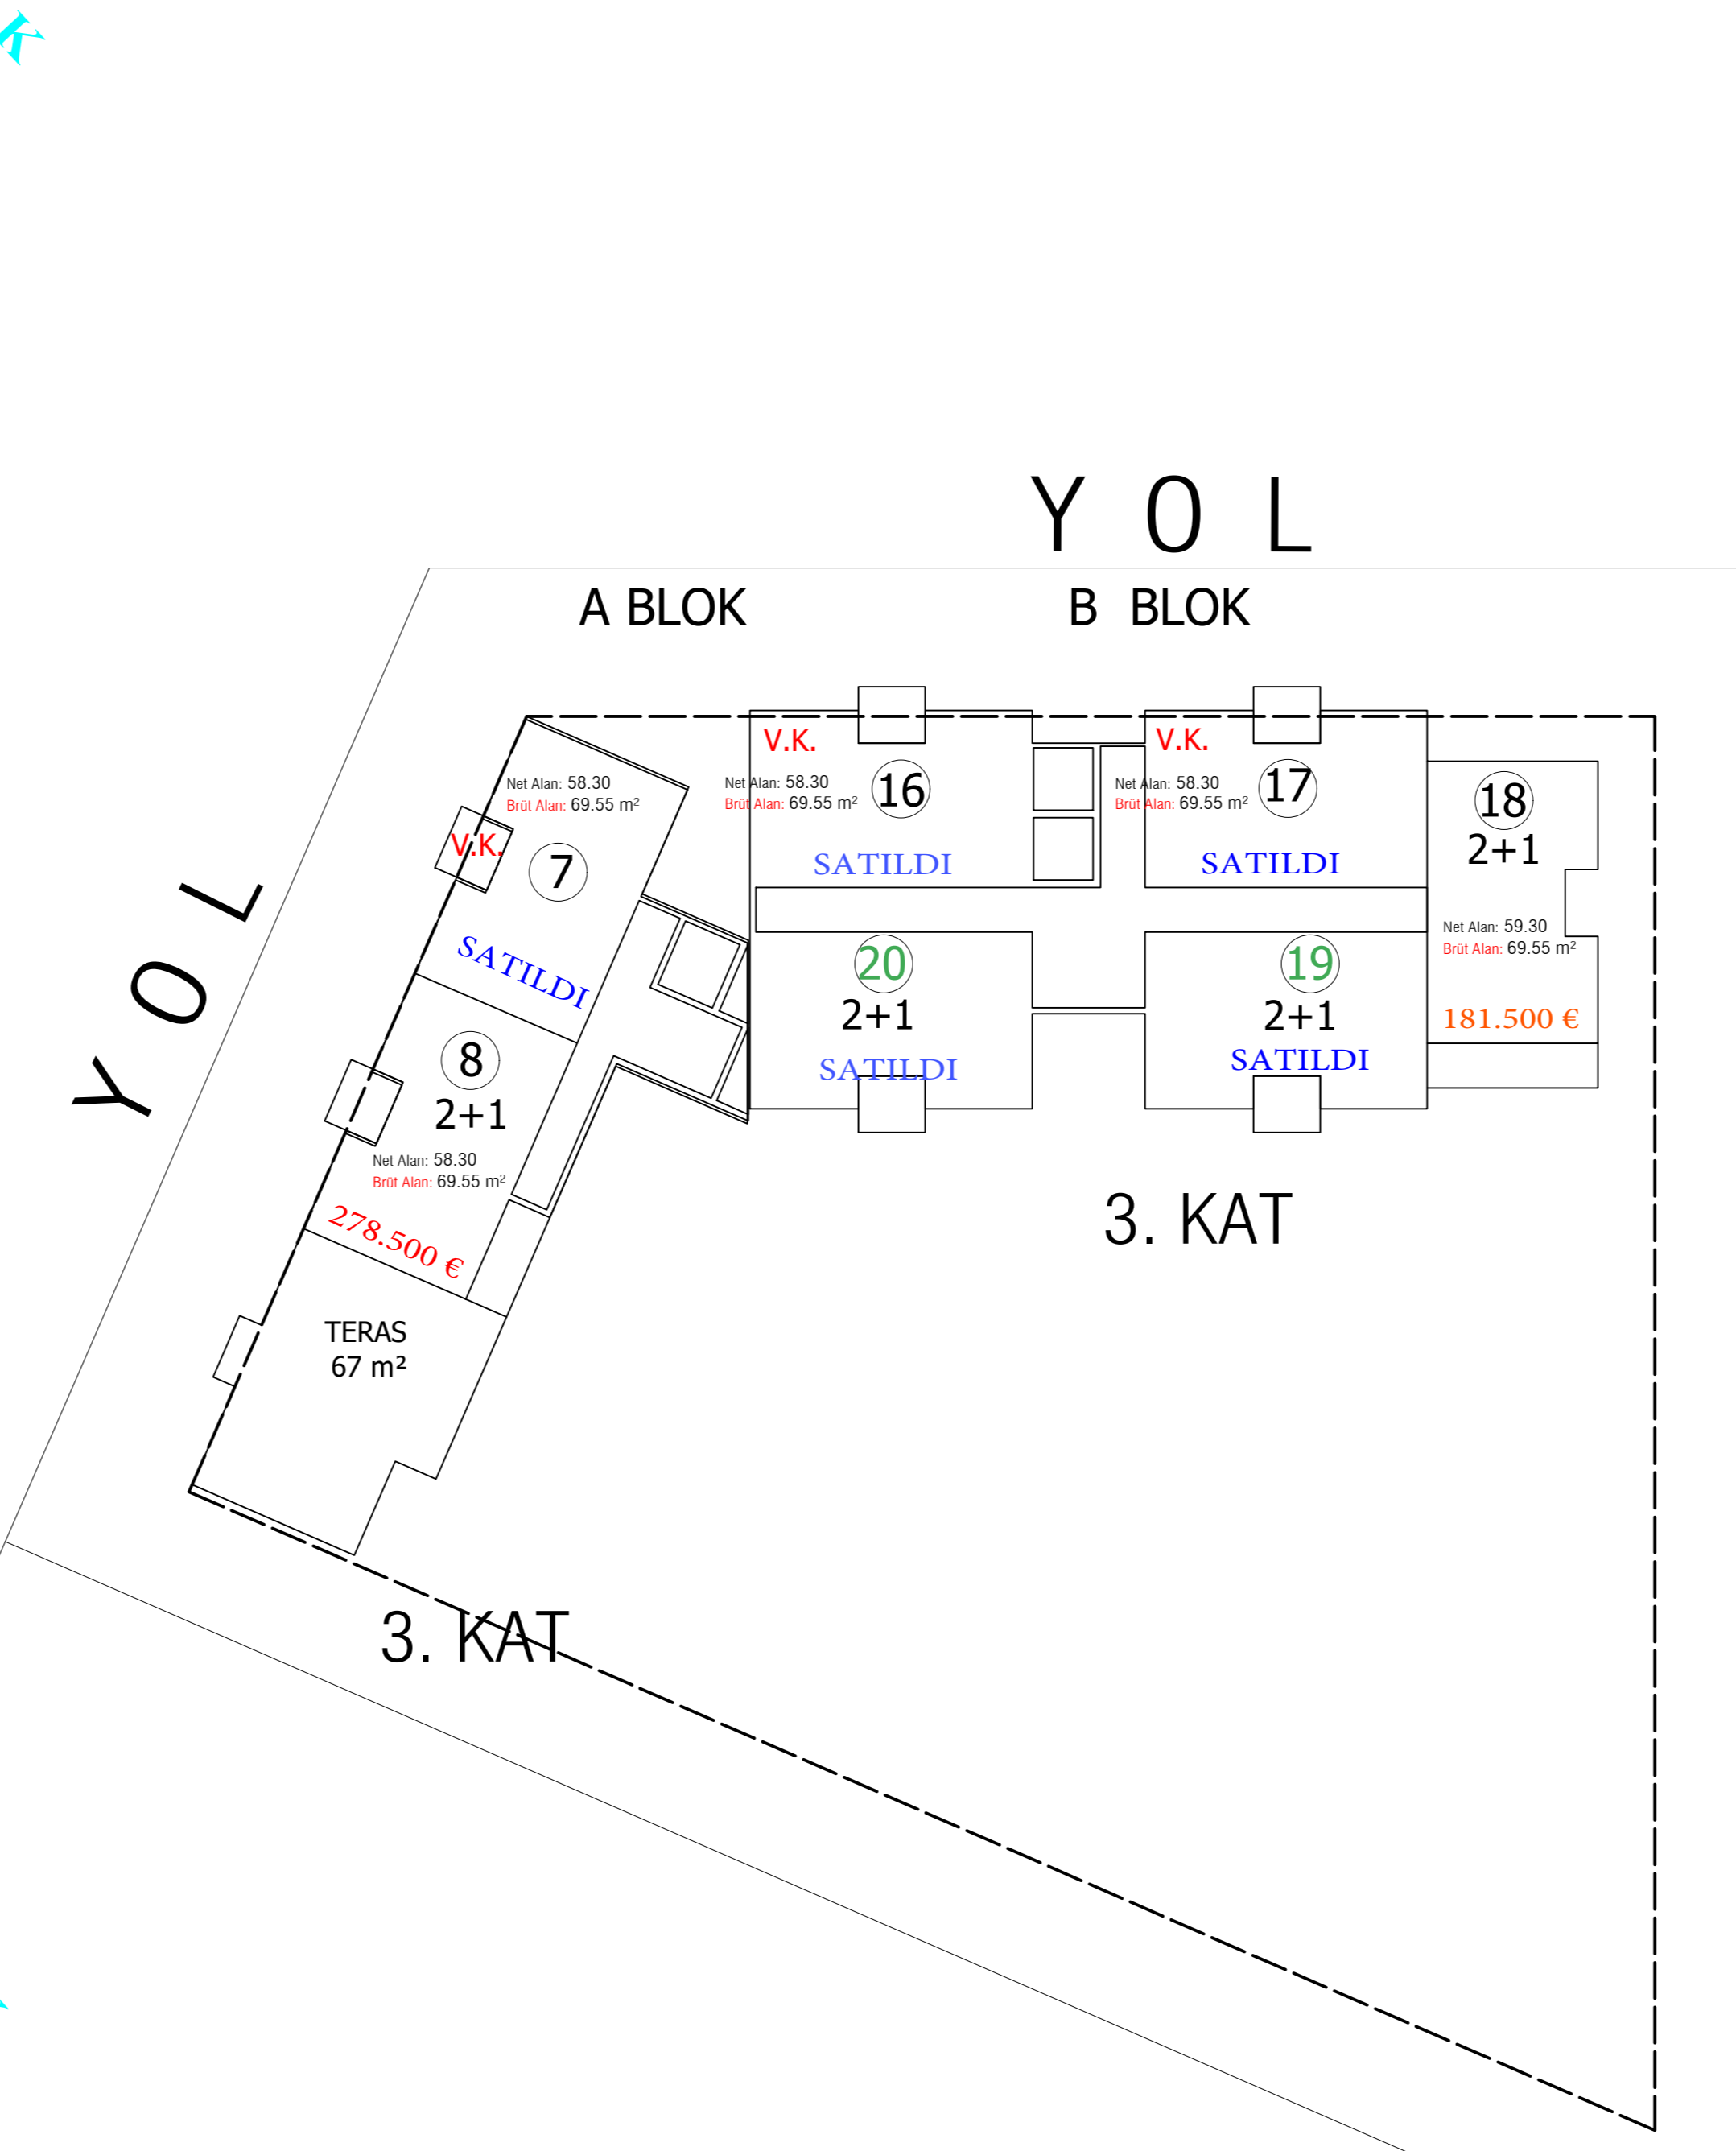 K
Y O L
A BLOK
B BLOK
Net Alan: 58.30
Brüt Alan: 69.55 m²
V.K.
7
SATILDI
V.K.
Net Alan: 58.30
Brüt Alan: 69.55 m²
16
SATILDI
V.K.
Net Alan: 58.30
Brüt Alan: 69.55 m²
17
SATILDI
18
2+1
Net Alan: 59.30
Brüt Alan: 69.55 m²
181.500 €
20
2+1
SATILDI
19
2+1
SATILDI
Y O L
8
2+1
Net Alan: 58.30
Brüt Alan: 69.55 m²
278.500 €
TERAS
67 m²
3. KAT
3. KAT